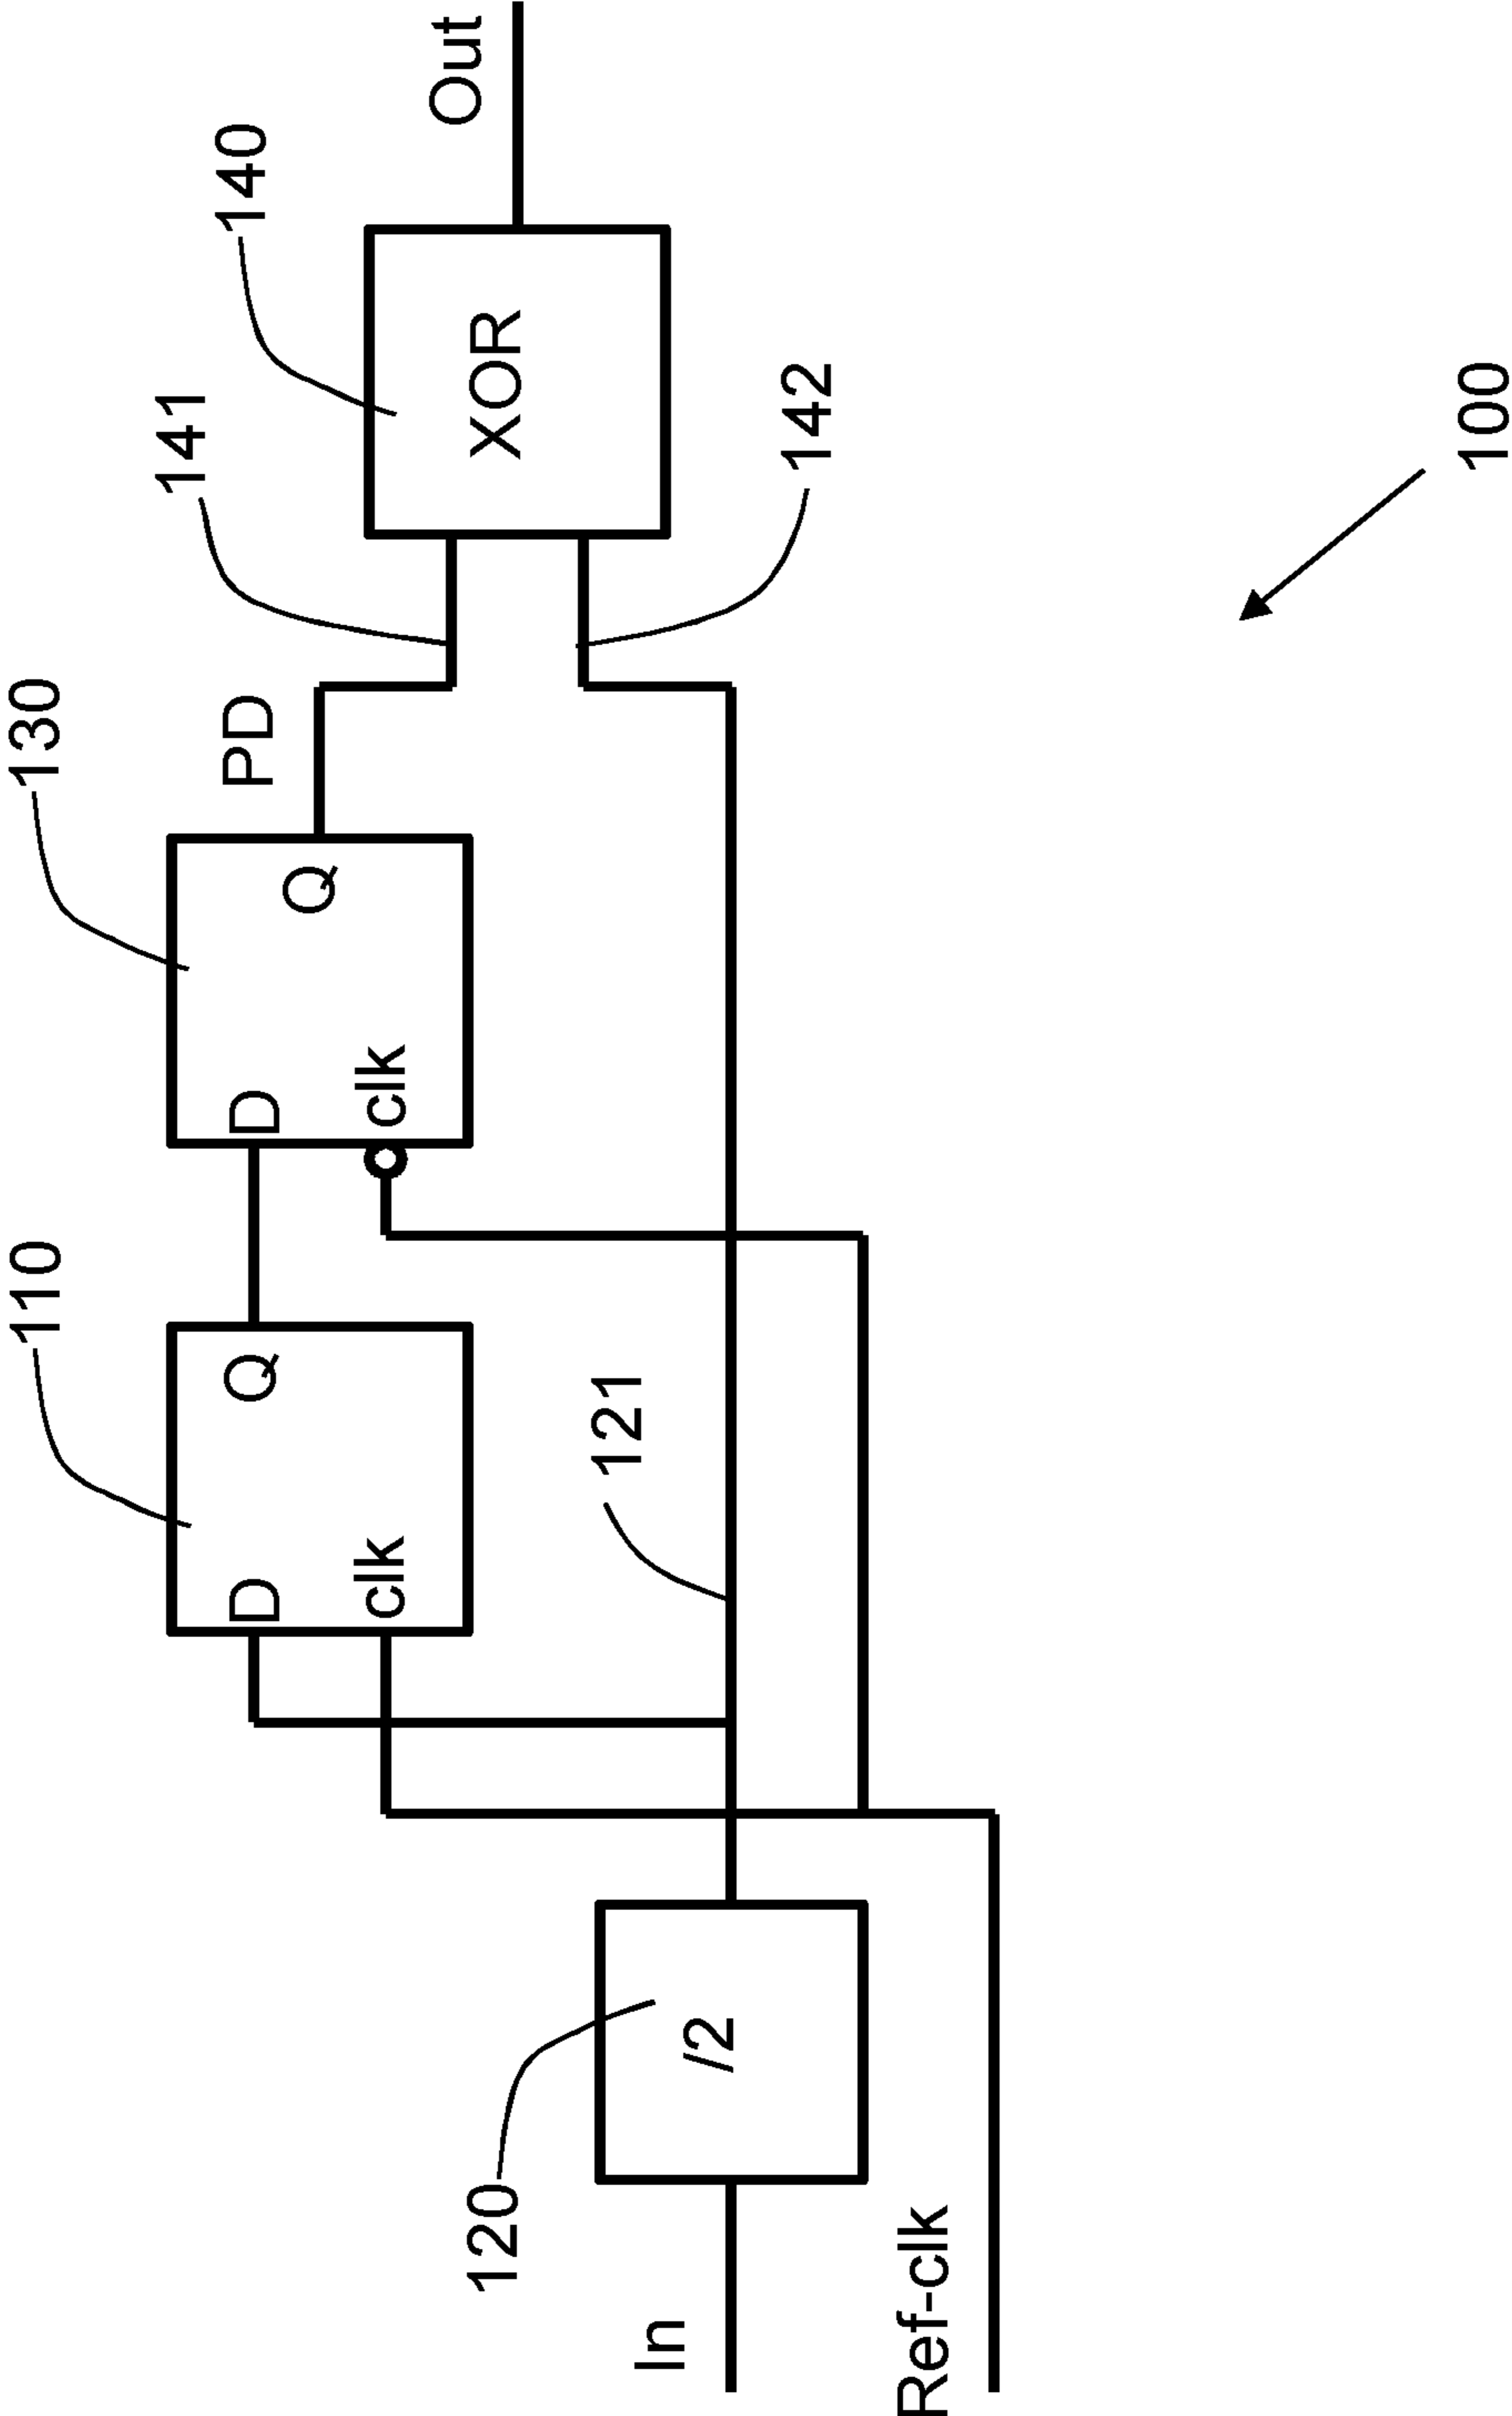 110
130
PD
141
140
Out
D
Q
clk
D
Q
clk
XOR
121
142
120
/2
In
Ref-clk
100